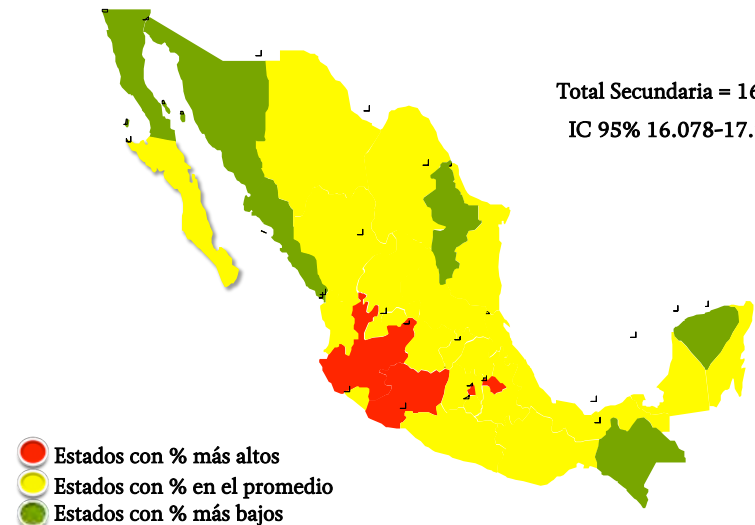 Total Secundaria = 16
IC 95% 16.078-17.
Estados con % más altos
Estados con % en el promedio
Estados con % más bajos